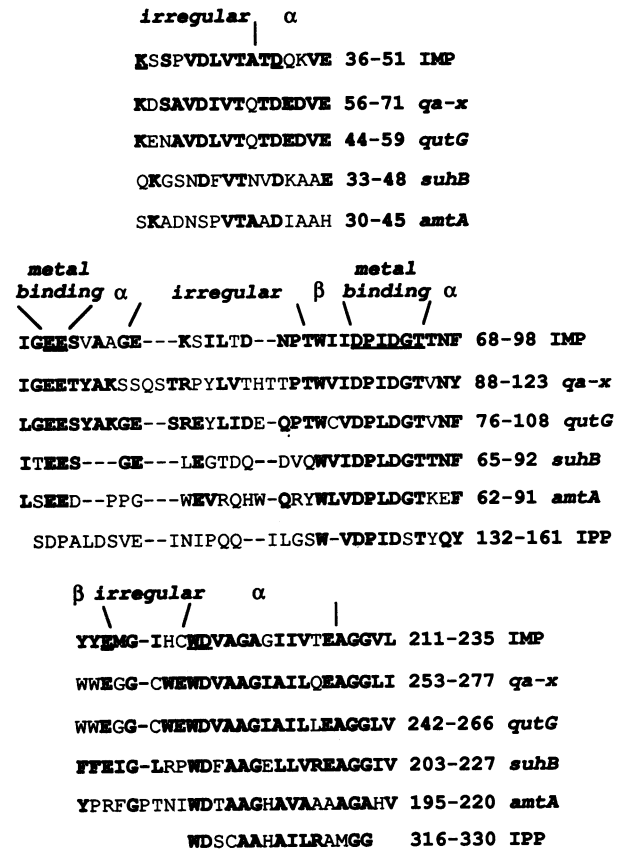 irregular α
KSSPVDLVTATDQKVE 36-51 IMP
KDSAVDIVTQTDEDVE 56-71 qa-x
KENAVDLVTQTDEDVE 44-59 qutG
QKGSNDFVTNVDKAAE 33-48 suhB
SKADNSPVTAADIAAH 30-45 amtA
metal metal
binding α irregular β binding α
IGEESVAAGE---KSILTD--NPTWIIDPIDGTTNF 68-98 IMP
IGEETYAKSSQSTRPYLVTHTTPTWVIDPIDGTVNY 88-123 qa-x
LGEESYAKGE--SREYLIDE-QPTWCVDPLDGTVNF 76-108 qutG
ITEES---GE---LEGTDQ--DVQWVIDPLDGTTNF 65-92 suhB
LSEED--PPG---WEVRQHW-QRYWLVDPLDGTKEF 62-91 amtA
SDPALDSVE--INIPQQ--ILGSW-VDPIDSTYQY 132-161 IPP
β irregular α
YYEMG-IHCWDVAGAGIIVTEAGGVL 211-235 IMP
WWEGG-CWEWDVAAGIAILQEAGGLI 253-277 qa-x
WWEGG-CWEWDVAAGIAILLEAGGLV 242-266 qutG
FFEIG-LRPWDFAAGELLVREAGGIV 203-227 suhB
YPRFGPTNIWDTAAGHAVAAAAGAHV 195-220 amtA
WDSCAAHAILRAMGG 316-330 IPP